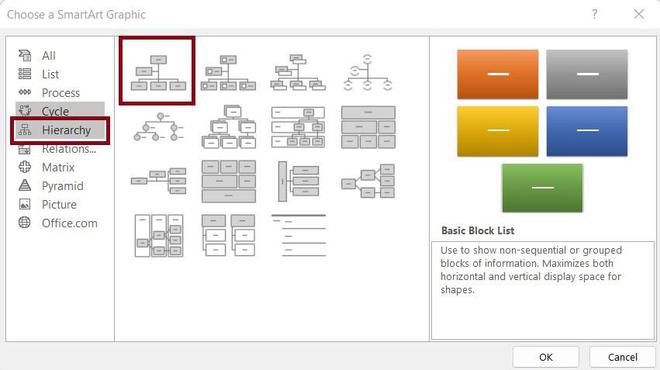 Choose a SmartArt Graphic
? ×
All
List
Process
Cycle
Hierarchy
Relations...
Matrix
Pyramid
Picture
Office.com
Basic Block List
Use to show non-sequential or grouped
blocks of information. Maximizes both
horizontal and vertical display space for
shapes.
OK
Cancel